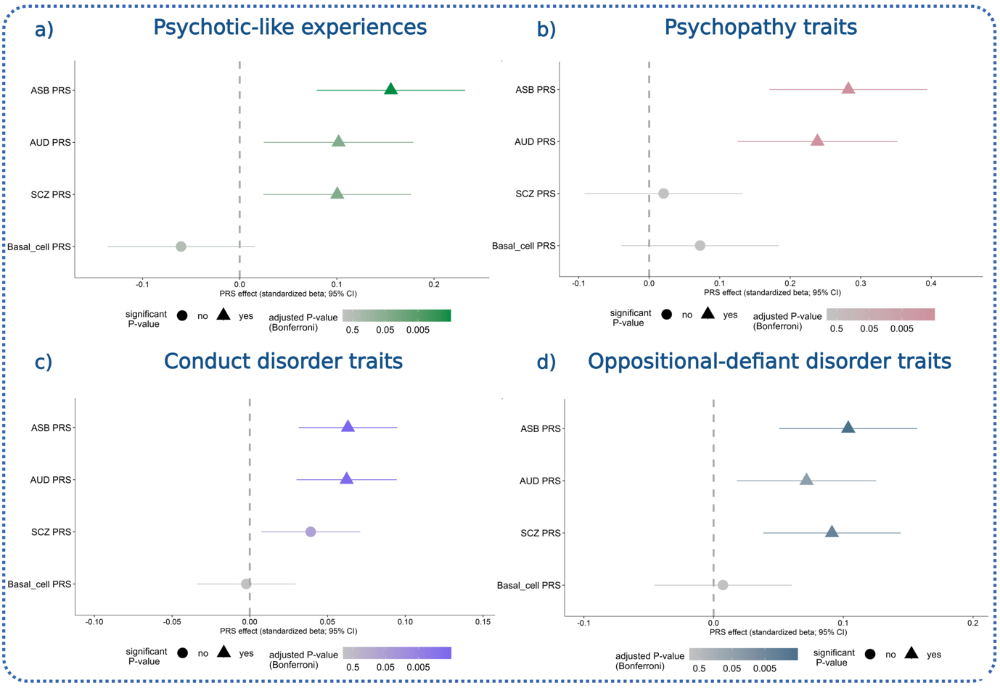 a) Psychotic-like experiences
ASB PRS
AUD PRS
SCZ PRS
Basal_cell PRS
-0.1 0.0 0.1 0.2
PRS effect (standardized beta; 95% CI)
significant
P-value
no yes
adjusted P-value
(Bonferroni)
0.5 0.05 0.005
b) Psychopathy traits
ASB PRS
AUD PRS
SCZ PRS
Basal_cell PRS
-0.1 0.0 0.1 0.2 0.3 0.4
PRS effect (standardized beta; 95% CI)
significant
P-value
no yes
adjusted P-value
(Bonferroni)
0.5 0.05 0.005
c) Conduct disorder traits
ASB PRS
AUD PRS
SCZ PRS
Basal_cell PRS
-0.10 -0.05 0.00 0.05 0.10 0.15
PRS effect (standardized beta; 95% CI)
significant
P-value
no yes
adjusted P-value
(Bonferroni)
0.5 0.05 0.005
d) Oppositional-defiant disorder traits
ASB PRS
AUD PRS
SCZ PRS
Basal_cell PRS
-0.1 0.0 0.1 0.2
PRS effect (standardized beta; 95% CI)
adjusted P-value
(Bonferroni)
0.5 0.05 0.005
significant
P-value
no yes